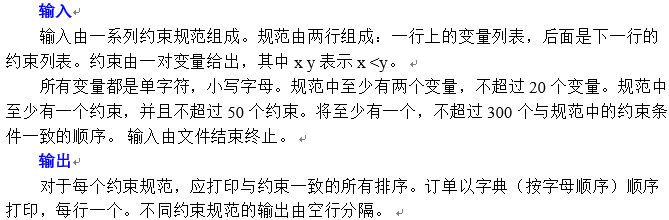 输入
输入由一系列约束规范组成。规范由两行组成：一行上的变量列表，后面是下一行的
约束列表。约束由一对变量给出，其中 x y 表示 x <y。
所有变量都是单字符，小写字母。规范中至少有两个变量，不超过 20 个变量。规范中
至少有一个约束，并且不超过 50 个约束。将至少有一个，不超过 300 个与规范中的约束条
件一致的顺序。 输入由文件结束终止。
输出
对于每个约束规范，应打印与约束一致的所有排序。订单以字典（按字母顺序）顺序
打印，每行一个。不同约束规范的输出由空行分隔。